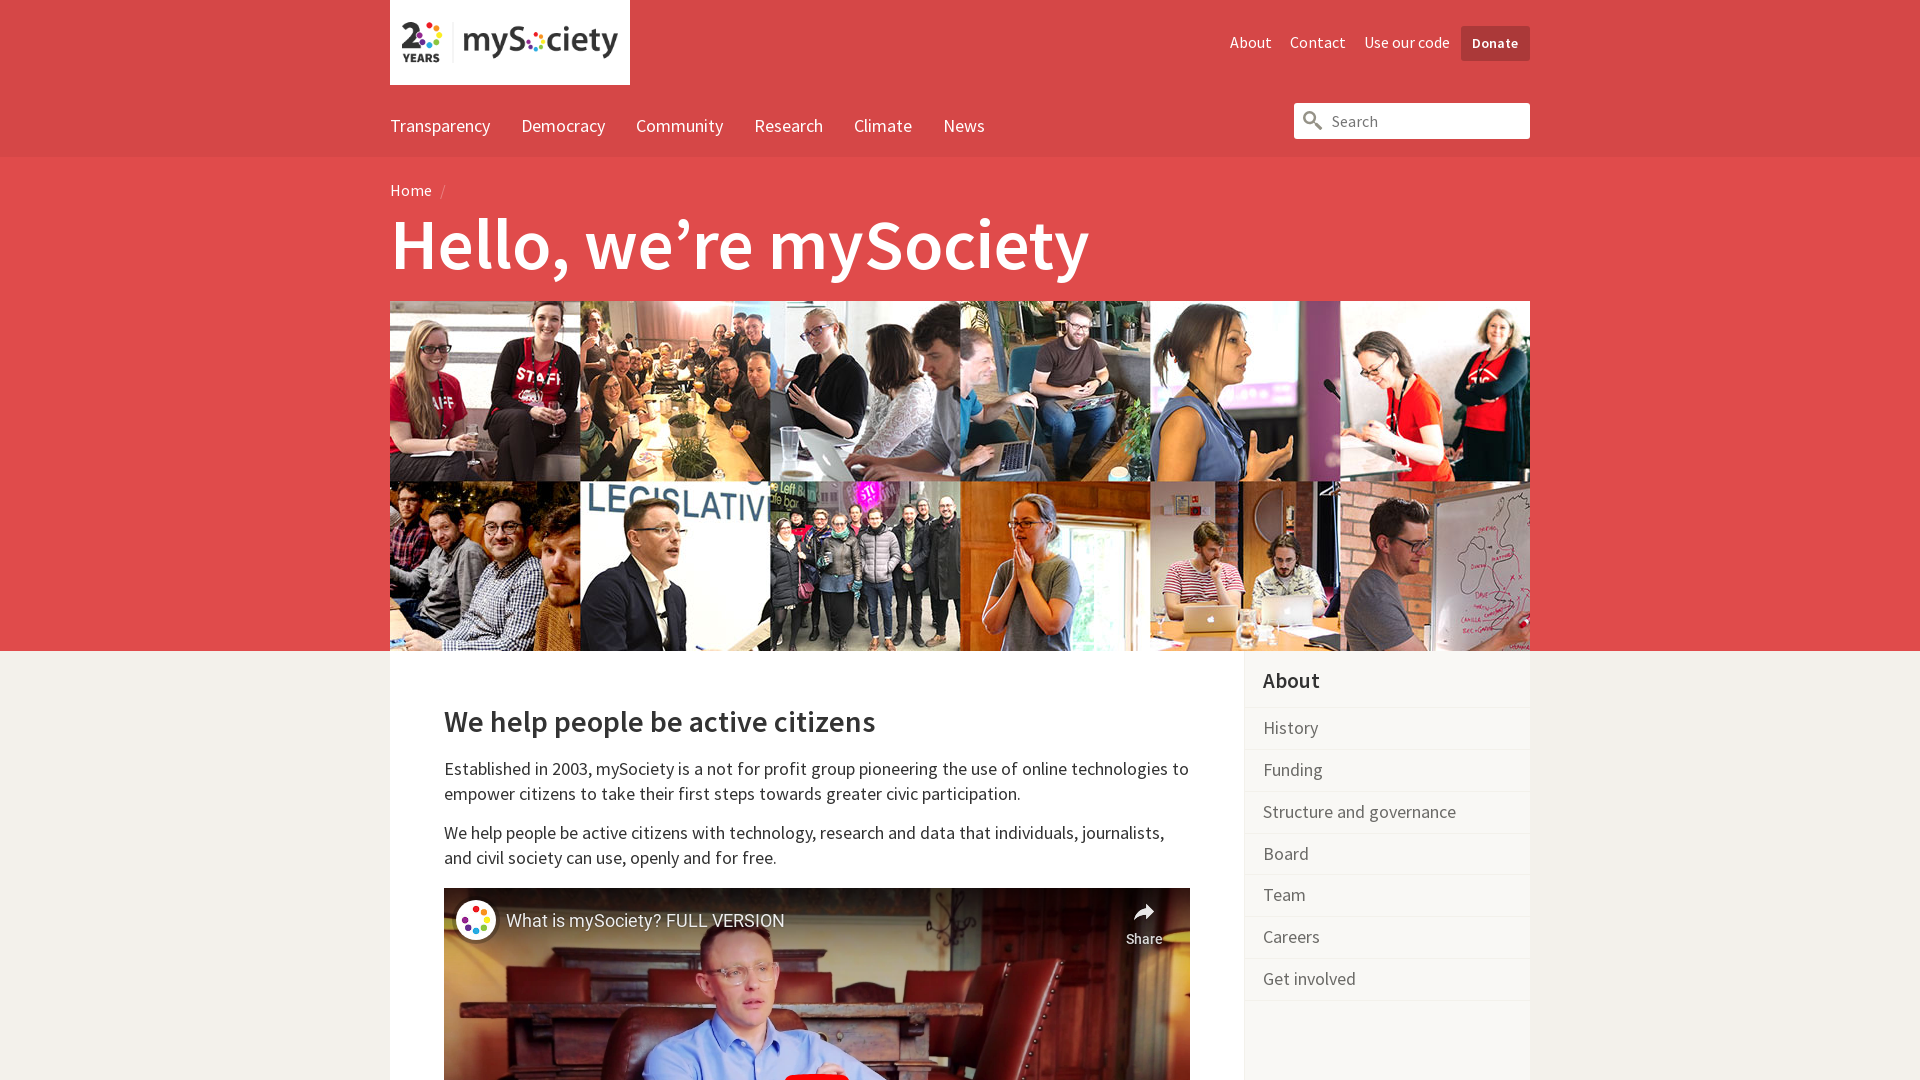 20 YEARS mySociety
About Contact Use our code Donate
Transparency Democracy Community Research Climate News
Search
Home /
Hello, we’re mySociety
STAFF
LEGISLATIV
We help people be active citizens
Established in 2003, mySociety is a not for profit group pioneering the use of online technologies to
empower citizens to take their first steps towards greater civic participation.
We help people be active citizens with technology, research and data that individuals, journalists,
and civil society can use, openly and for free.
What is mySociety? FULL VERSION
Share
About
History
Funding
Structure and governance
Board
Team
Careers
Get involved